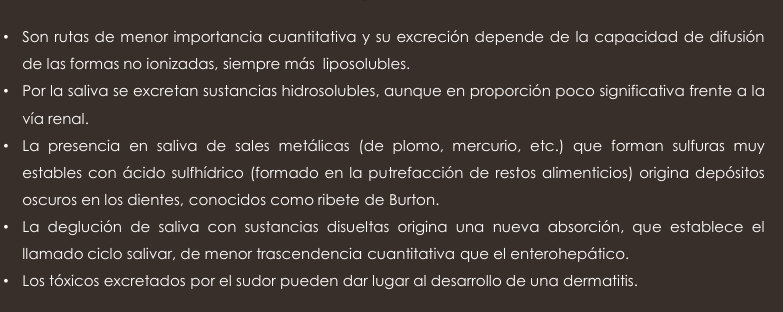 • Son rutas de menor importancia cuantitativa y su excreción depende de la capacidad de difusión
de las formas no ionizadas, siempre más liposolubles.
• Por la saliva se excretan sustancias hidrosolubles, aunque en proporción poco significativa frente a la
vía renal.
• La presencia en saliva de sales metálicas (de plomo, mercurio, etc.) que forman sulfuras muy
estables con ácido sulfhídrico (formado en la putrefacción de restos alimenticios) origina depósitos
oscuros en los dientes, conocidos como ribete de Burton.
• La deglución de saliva con sustancias disueltas origina una nueva absorción, que establece el
llamado ciclo salivar, de menor trascendencia cuantitativa que el enterohepático.
• Los tóxicos excretados por el sudor pueden dar lugar al desarrollo de una dermatitis.